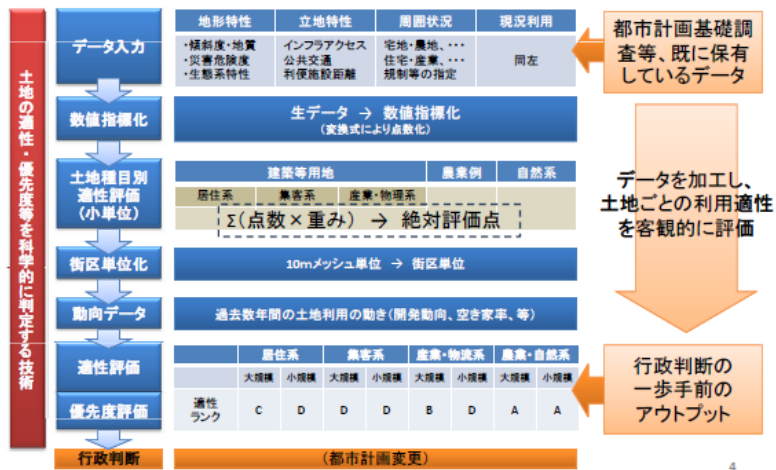 土地の適性・優先度等を科学的に判定する技術
データ入力
地形特性 立地特性 周囲状況 現況利用
・傾斜度・地質
・災害危険度
・生態系特性
インフラアクセス
公共交通
利便施設距離
宅地・農地、・・・
住宅・産業、・・・
規制等の指定
同左
都市計画基礎調
査等、既に保有
しているデータ
数値指標化
生データ → 数値指標化
(変換式により点数化)
土地種目別
適性評価
(小単位)
建築等用地 農業例 自然系
居住系 集客系 産業・物理系
Σ(点数×重み) → 絶対評価点
データを加工し、
土地ごとの利用適性
を客観的に評価
街区単位化
10mメッシュ単位 → 街区単位
動向データ
過去数年間の土地利用の動き(開発動向、空き家率、等)
適性評価
居住系 集客系 産業・物流系 農業・自然系
大規模 小規模 大規模 小規模 大規模 小規模 大規模 小規模
優先度評価
適性
ランク
C D D D B D A A
行政判断の
一歩手前の
アウトプット
行政判断
(都市計画変更)
4